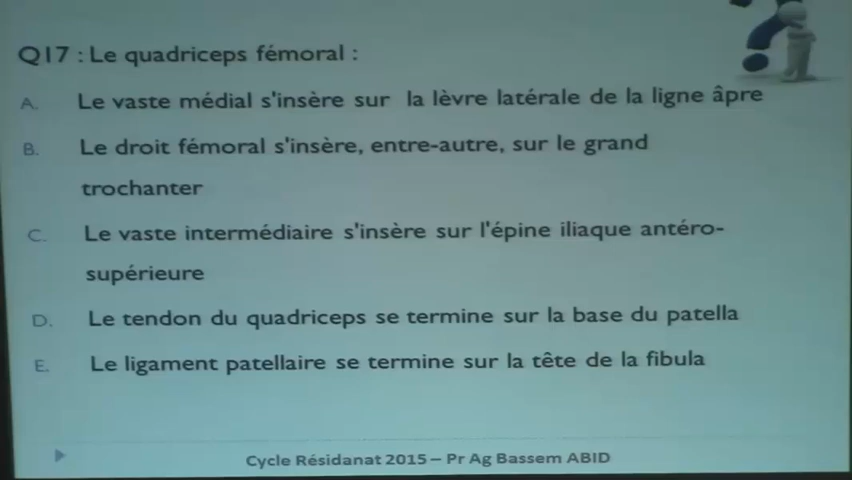 Q17 : Le quadriceps fémoral :
A. Le vaste médial s'insère sur la lèvre latérale de la ligne âpre
B. Le droit fémoral s'insère, entre-autre, sur le grand
trochanter
C. Le vaste intermédiaire s'insère sur l'épine iliaque antéro-
supérieure
D. Le tendon du quadriceps se termine sur la base du patella
E. Le ligament patellaire se termine sur la tête de la fibula
Cycle Résidanat 2015 – Pr Ag Bassem ABID